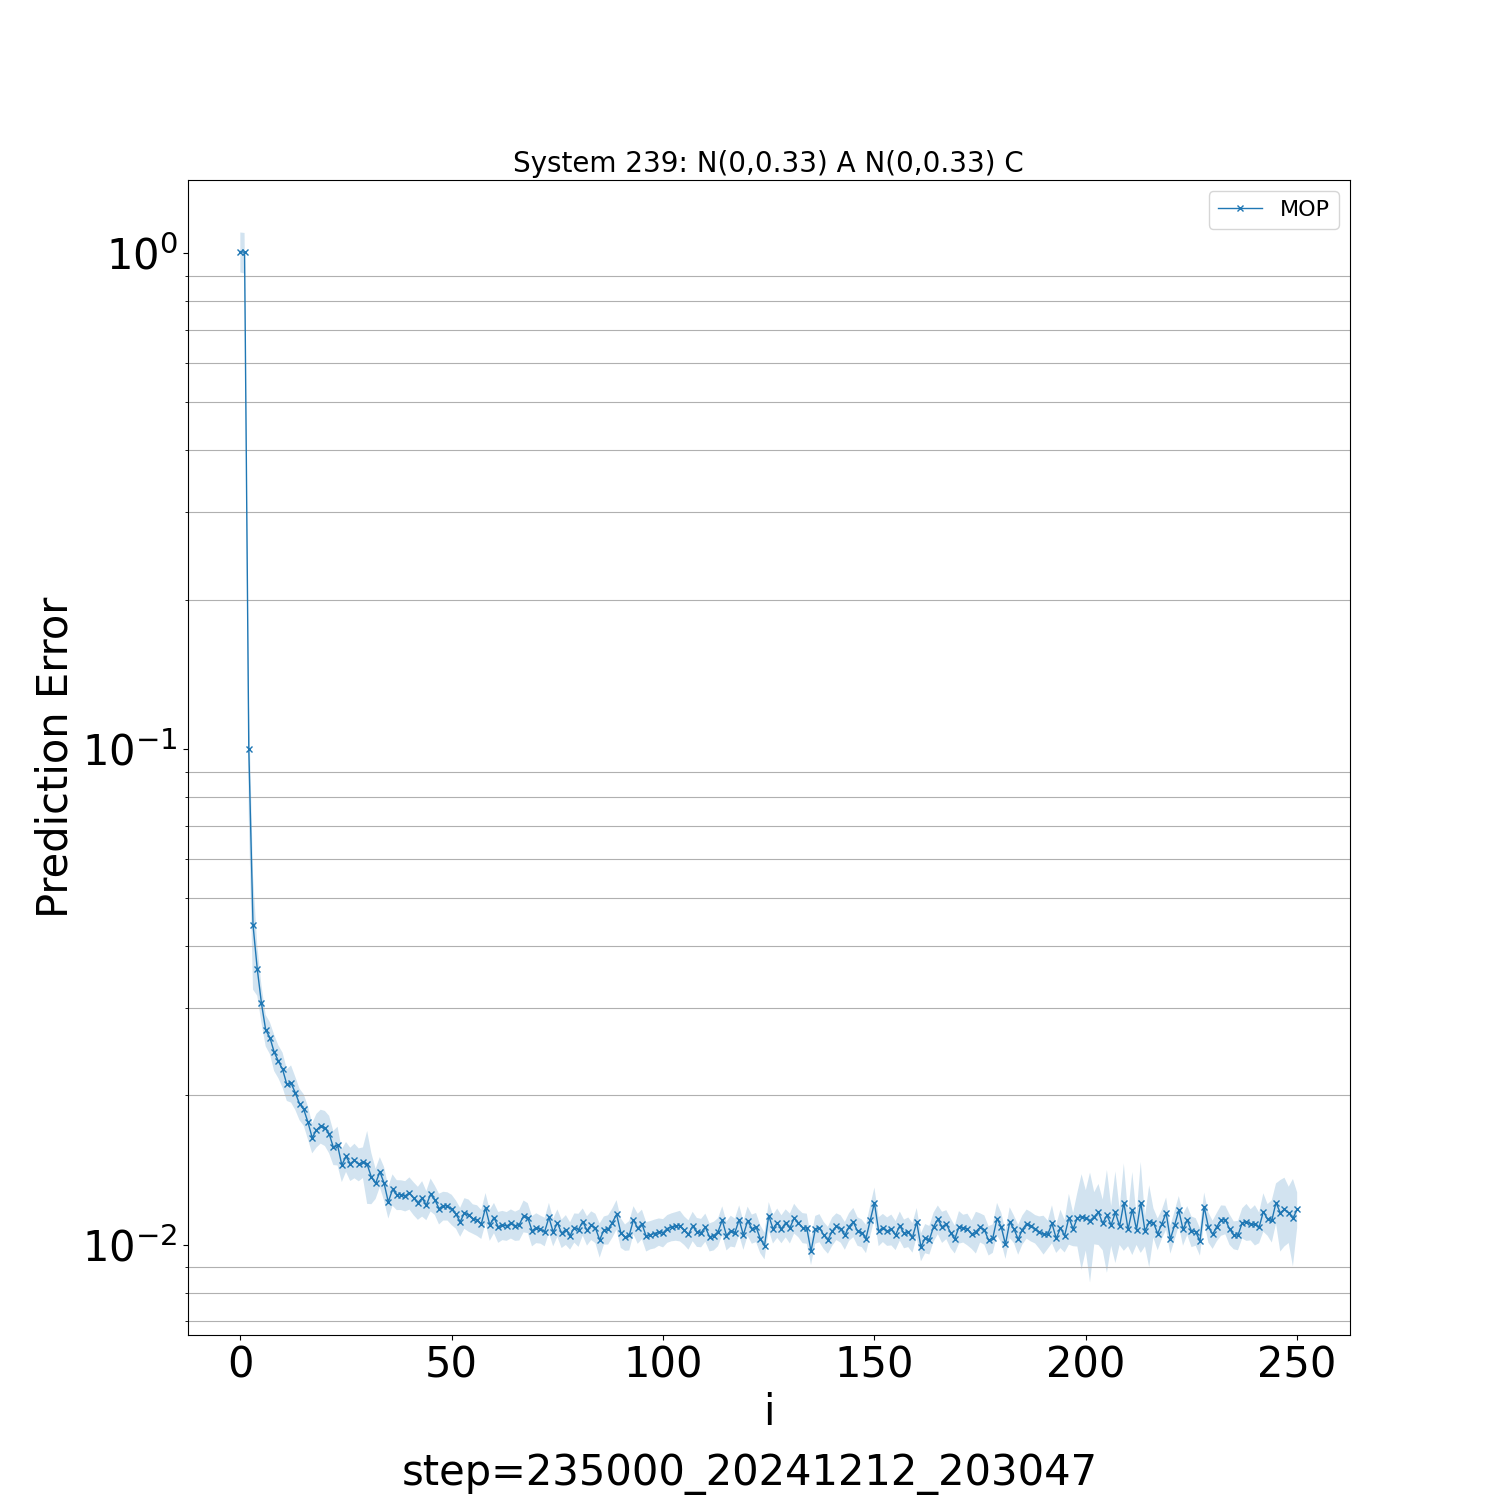 System 239: N(0,0.33) A N(0,0.33) C
MOP
10⁰
10⁻¹
10⁻²
Prediction Error
0 50 100 150 200 250
i
step=235000_20241212_203047